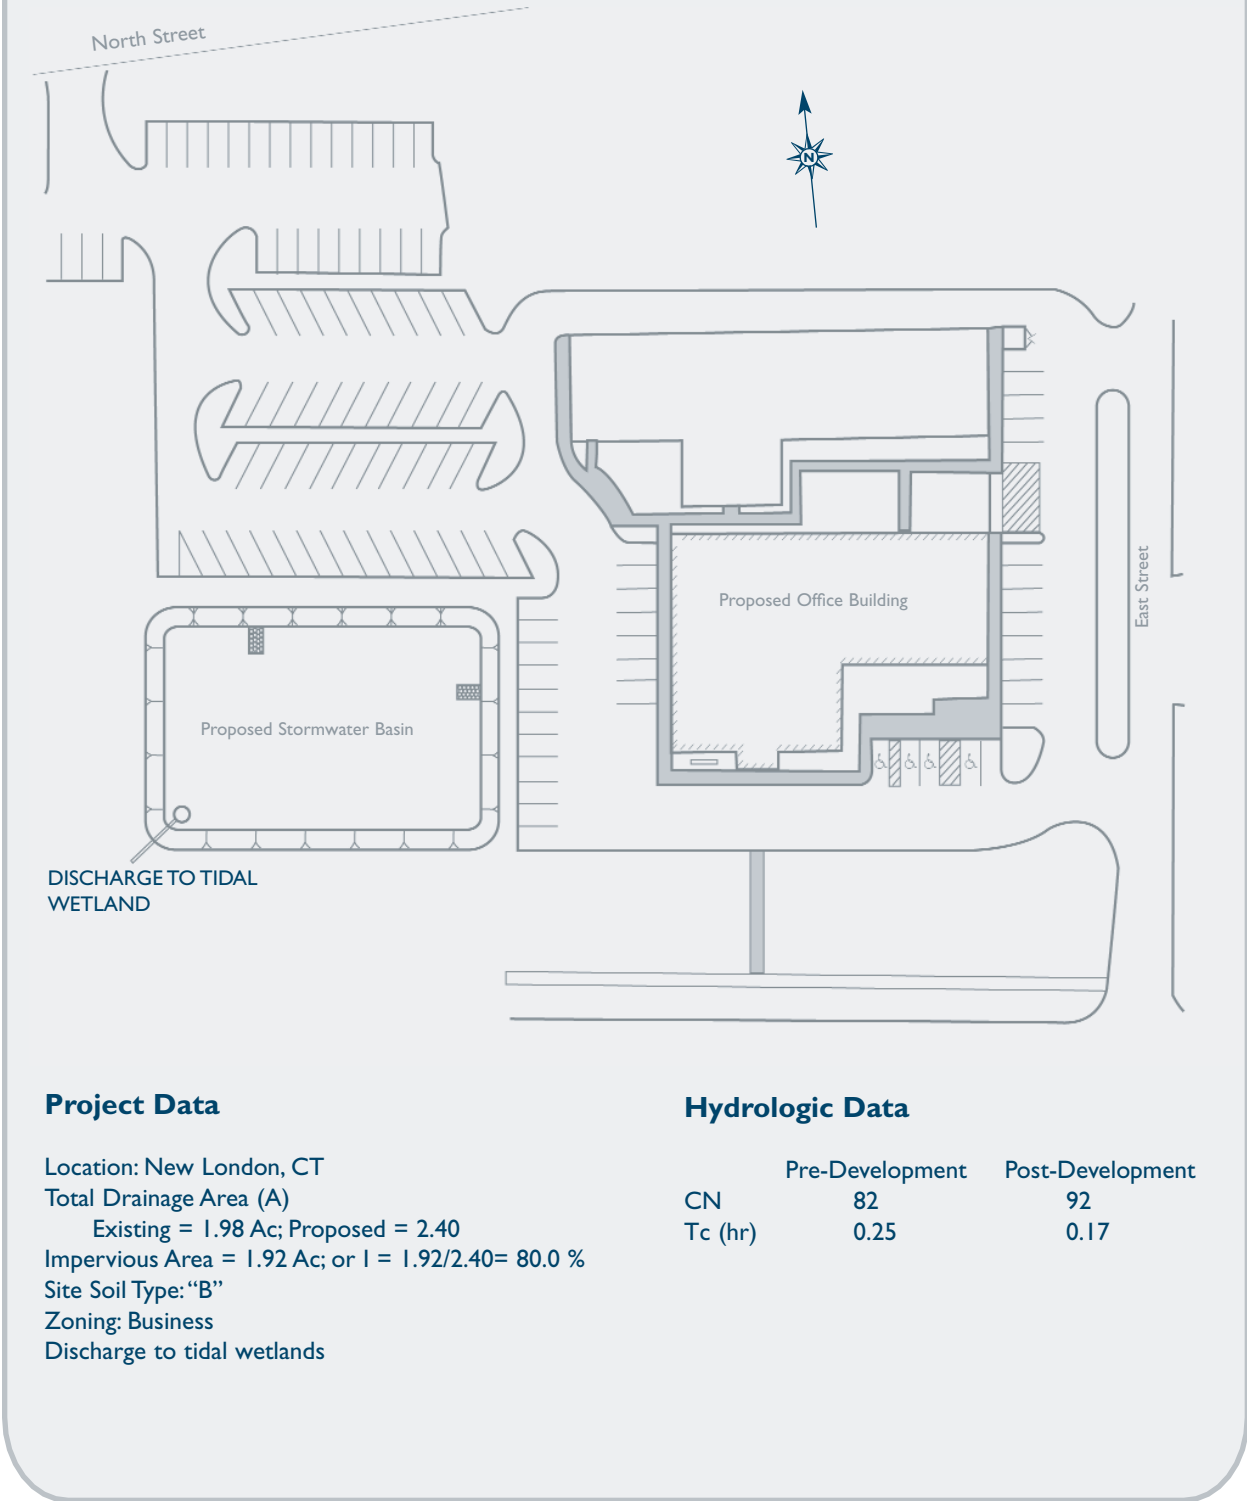 North Street
N
Proposed Office Building
East Street
Proposed Stormwater Basin
DISCHARGE TO TIDAL
WETLAND
Project Data
Location: New London, CT
Total Drainage Area (A)
Existing = 1.98 Ac; Proposed = 2.40
Impervious Area = 1.92 Ac; or I = 1.92/2.40= 80.0 %
Site Soil Type: “B”
Zoning: Business
Discharge to tidal wetlands
Hydrologic Data
Pre-Development Post-Development
CN 82 92
Tc (hr) 0.25 0.17